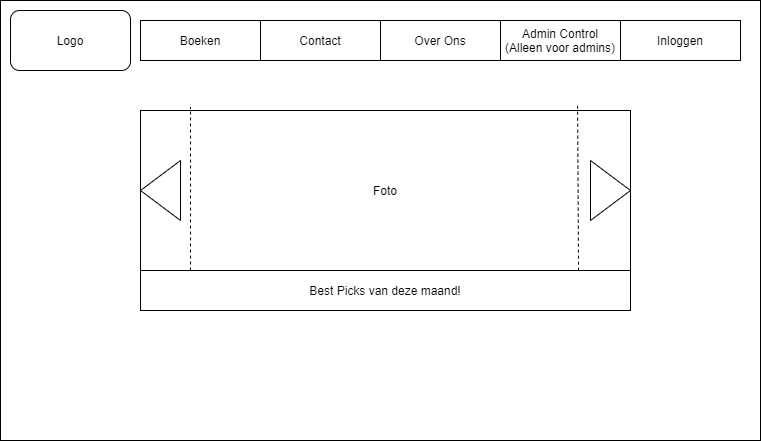 Logo
Boeken
Contact
Over Ons
Admin Control
(Alleen voor admins)
Inloggen
Foto
Best Picks van deze maand!